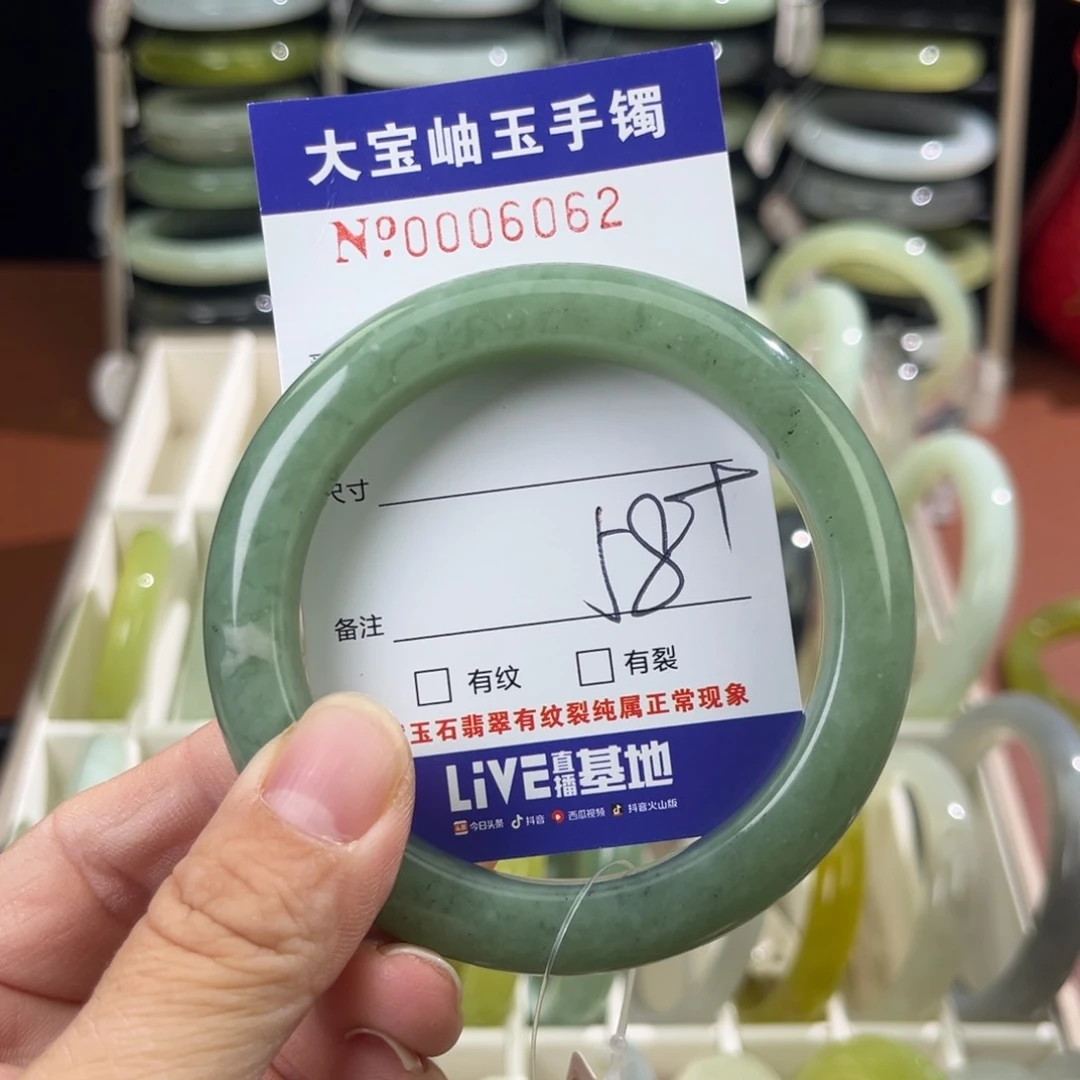 大宝岫玉手镯
Nº0006062
尺寸
58
备注
□ 有纹 □ 有裂
玉石翡翠有纹裂纯属正常现象
LiVE直播基地
今日头条 抖音 西瓜视频 抖音火山版